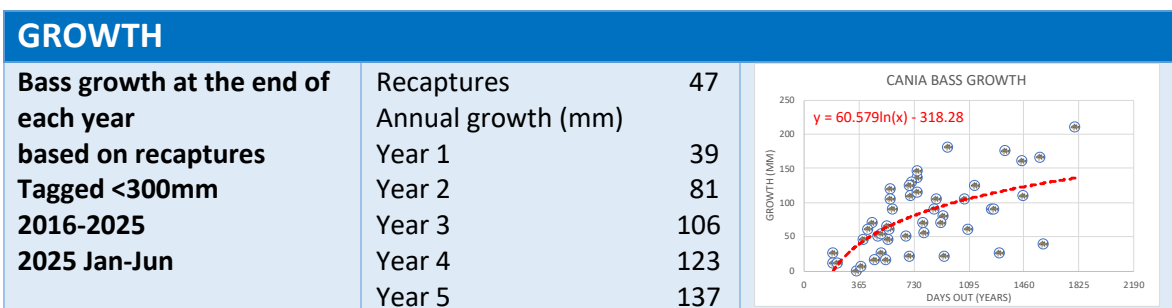 GROWTH
Bass growth at the end of
each year
based on recaptures
Tagged <300mm
2016-2025
2025 Jan-Jun
Recaptures 47
Annual growth (mm)
Year 1 39
Year 2 81
Year 3 106
Year 4 123
Year 5 137
CANIA BASS GROWTH
y = 60.579ln(x) - 318.28
GROWTH (MM)
250
200
150
100
50
0
0 365 730 1095 1460 1825 2190
DAYS OUT (YEARS)